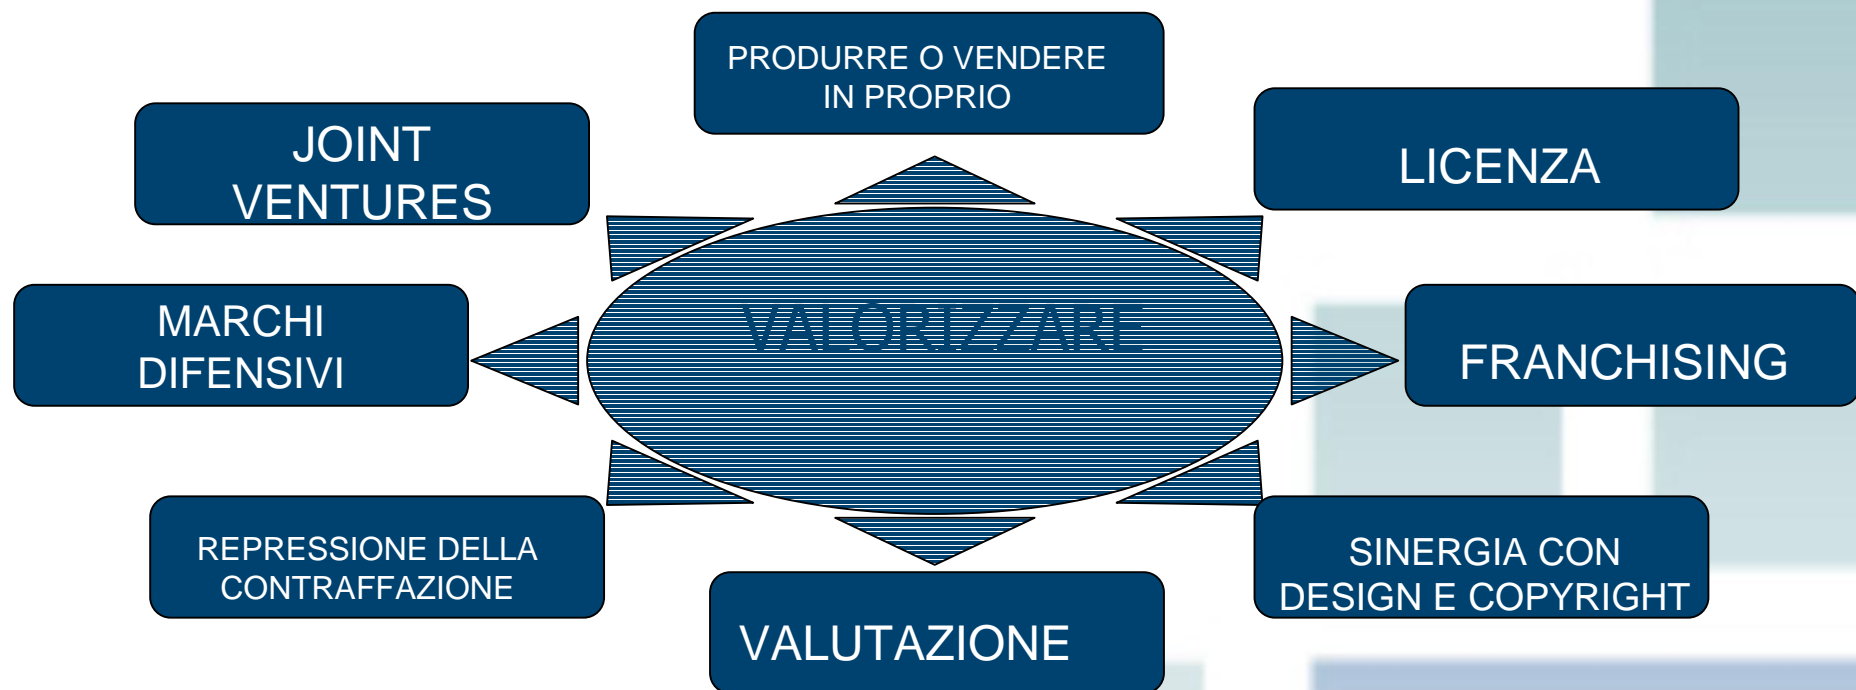 PRODURRE O VENDERE
IN PROPRIO
JOINT
VENTURES
LICENZA
MARCHI
DIFENSIVI
VALORIZZARE
FRANCHISING
REPRESSIONE DELLA
CONTRAFFAZIONE
SINERGIA CON
DESIGN E COPYRIGHT
VALUTAZIONE